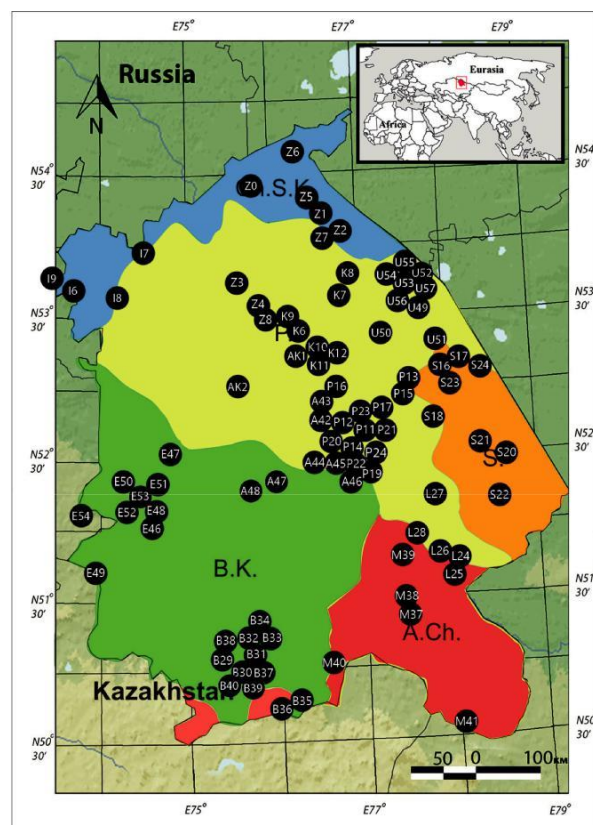 E75°
E77°
E79°
Russia
Eurasia
Africa
N
N54°
30'
N54°
30'
Z6
Z0
.S.K.
Z5
Z1
Z2
Z7
I7
I9
I6
I8
U55
K8
U54
U52
U53
Z3
U57
K7
U56
U49
Z4
Z8
K9
K6
U50
N53°
30'
N53°
30'
U51
K10
K12
AK1
K11
S17
S16
S24
P13
S23
AK2
P16
P15
A43
P23
P17
S18
A42
P12
P11
P21
P20
P14
S21
S20
S.
N52°
30'
N52°
30'
E47
A44
A45
P22
P24
P19
A47
A46
E50
E51
A48
L27
S22
E53
E54
E52
E48
E46
L28
M39
L26
L24
B.K.
E49
L25
N51°
30'
N51°
30'
M38
M37
A.Ch.
B34
B38
B32
B33
B31
B29
M40
B30
B37
Kazakhstan
B40
B39
B35
B36
M41
N50°
30'
N50°
30'
50
0
100км
E75°
E77°
E79°